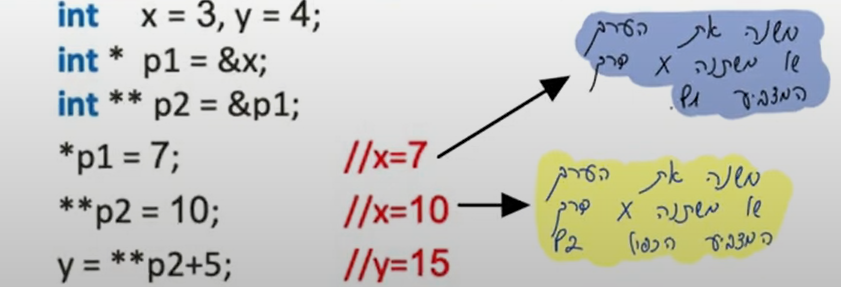 int x = 3, y = 4;
int * p1 = &x;
int ** p2 = &p1;
*p1 = 7; //x=7
**p2 = 10; //x=10
y = **p2+5; //y=15
משנה את הערך
של משתנה x דרך
המצביע p1
משנה את הערך
של משתנה x דרך
המצביע הכפול p2